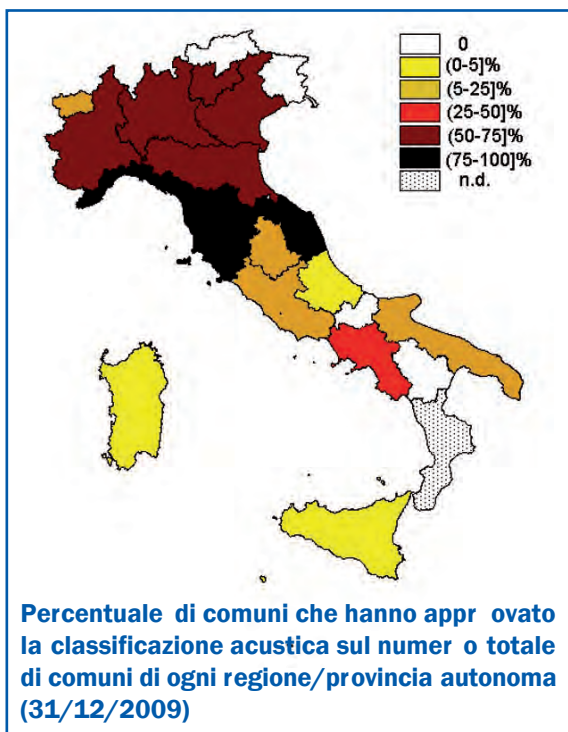 0
(0-5]%
(5-25]%
(25-50]%
(50-75]%
(75-100]%
n.d.
Percentuale di comuni che hanno appr ovato
la classificazione acustica sul numer o totale
di comuni di ogni regione/provincia autonoma
(31/12/2009)